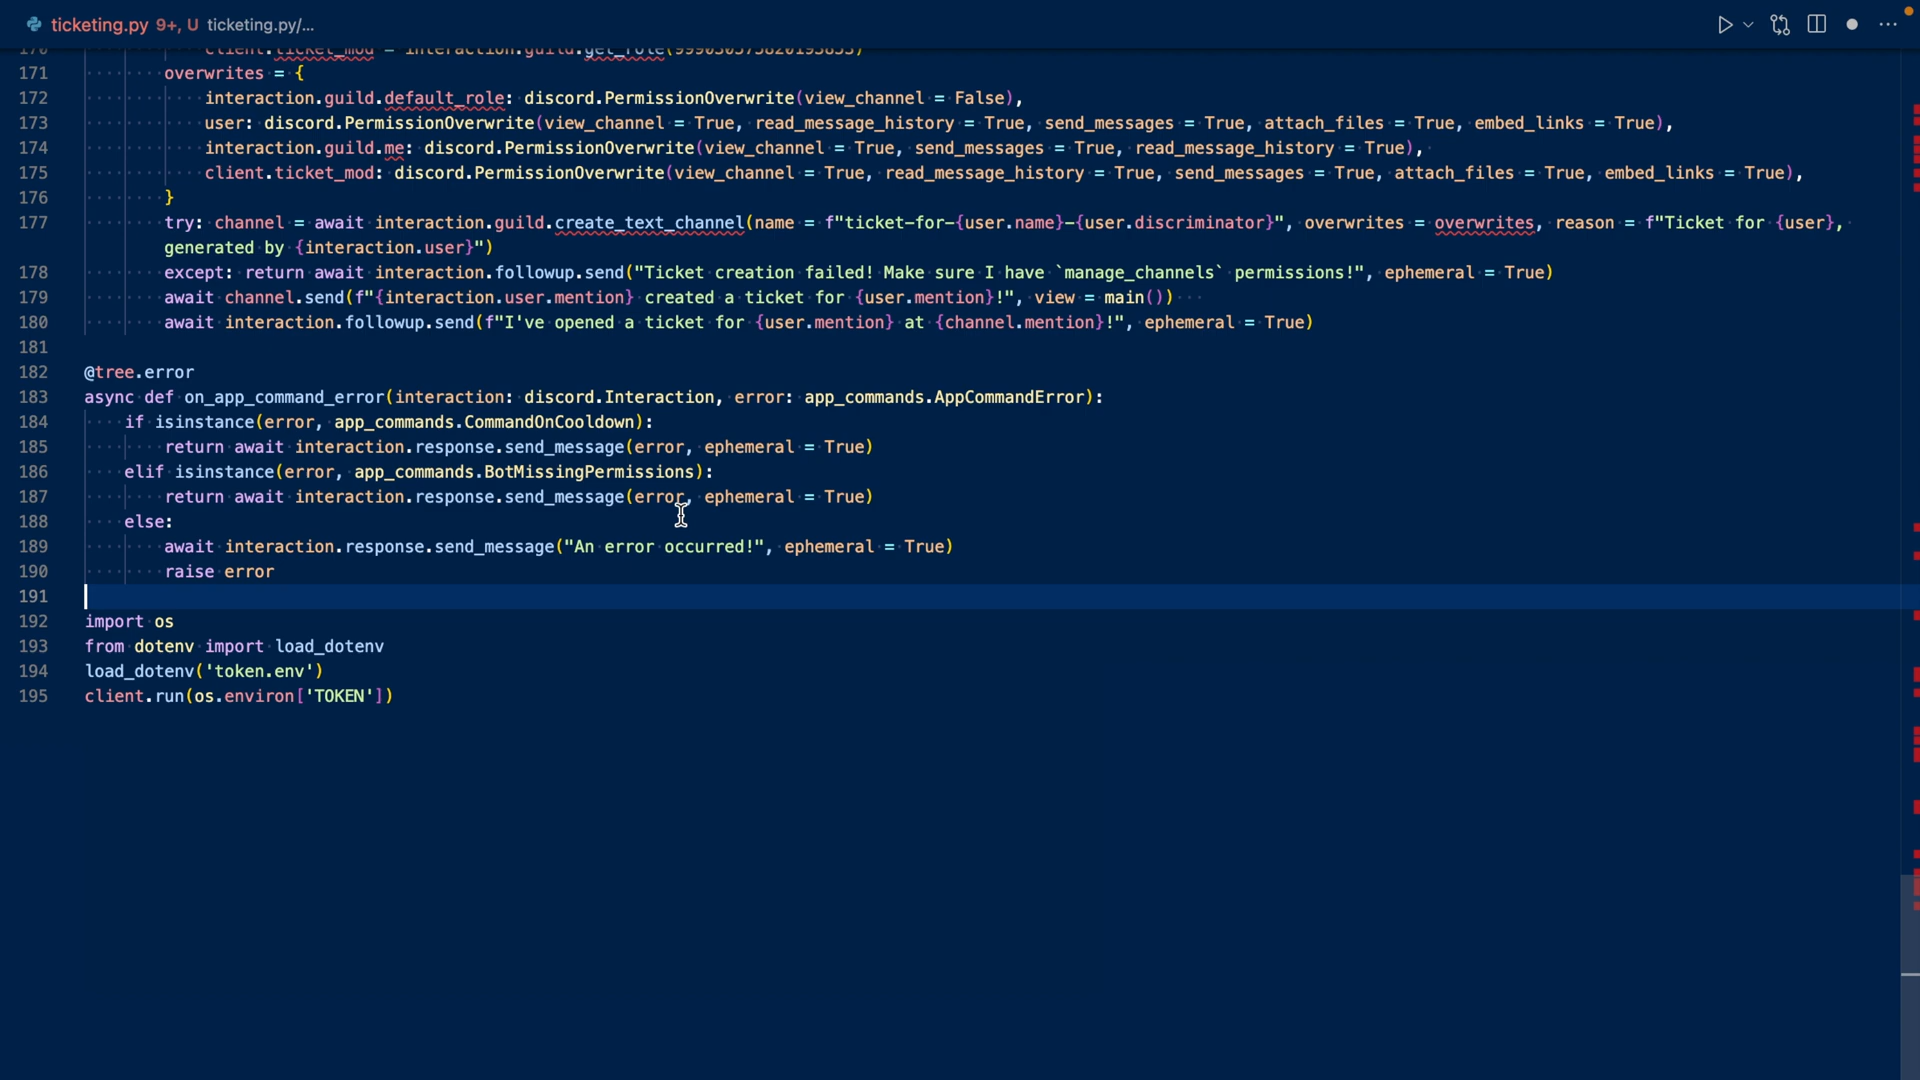 ticketing.py 9+, U ticketing.py/...
170 client.ticket_mod = interaction.guild.get_role(
171 overwrites = {
172 interaction.guild.default_role: discord.PermissionOverwrite(view_channel = False),
173 user: discord.PermissionOverwrite(view_channel = True, read_message_history = True, send_messages = True, attach_files = True, embed_links = True),
174 interaction.guild.me: discord.PermissionOverwrite(view_channel = True, send_messages = True, read_message_history = True),
175 client.ticket_mod: discord.PermissionOverwrite(view_channel = True, read_message_history = True, send_messages = True, attach_files = True, embed_links = True),
176 }
177 try: channel = await interaction.guild.create_text_channel(name = f"ticket-for-{user.name}-{user.discriminator}", overwrites = overwrites, reason = f"Ticket for {user},
generated by {interaction.user}")
178 except: return await interaction.followup.send("Ticket creation failed! Make sure I have `manage_channels` permissions!", ephemeral = True)
179 await channel.send(f"{interaction.user.mention} created a ticket for {user.mention}!", view = main())
180 await interaction.followup.send(f"I've opened a ticket for {user.mention} at {channel.mention}!", ephemeral = True)
181
182 @tree.error
183 async def on_app_command_error(interaction: discord.Interaction, error: app_commands.AppCommandError):
184 if isinstance(error, app_commands.CommandOnCooldown):
185 return await interaction.response.send_message(error, ephemeral = True)
186 elif isinstance(error, app_commands.BotMissingPermissions):
187 return await interaction.response.send_message(error, ephemeral = True)
188 else:
189 await interaction.response.send_message("An error occurred!", ephemeral = True)
190 raise error
191
192 import os
193 from dotenv import load_dotenv
194 load_dotenv('token.env')
195 client.run(os.environ['TOKEN'])